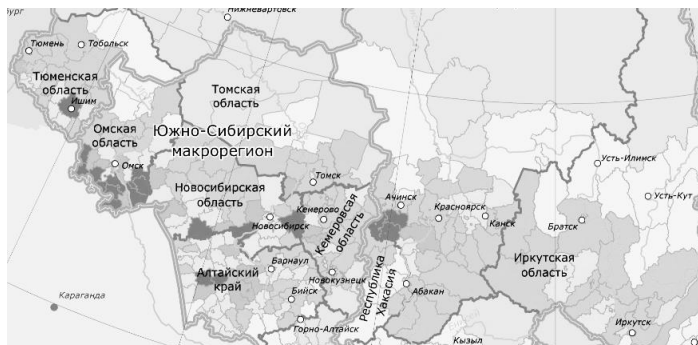 Нижневартовск
Тюмень
Тобольск
Тюменская
область
Ишим
Томская
область
Омская
область
Омск
Южно-Сибирский
макрорегион
Новосибирская
область
Томск
Кемерово
Новосибирск
Кемеровская
область
Ачинск
Красноярск
Канск
Усть-Илинск
Усть-Кут
Братск
Иркутская
область
Иркутск
Караганда
Алтайский
край
Барнаул
Бийск
Новокузнецк
Горно-Алтайск
Республика
Хакасия
Абакан
Кызыл